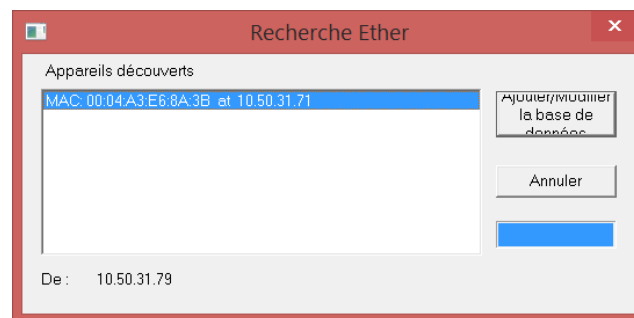 Recherche Ether
Appareils découverts
MAC: 00:04:A3:E6:8A:3B at 10.50.31.71
Ajouter/Modifier
la base de
données
Annuler
De : 10.50.31.79